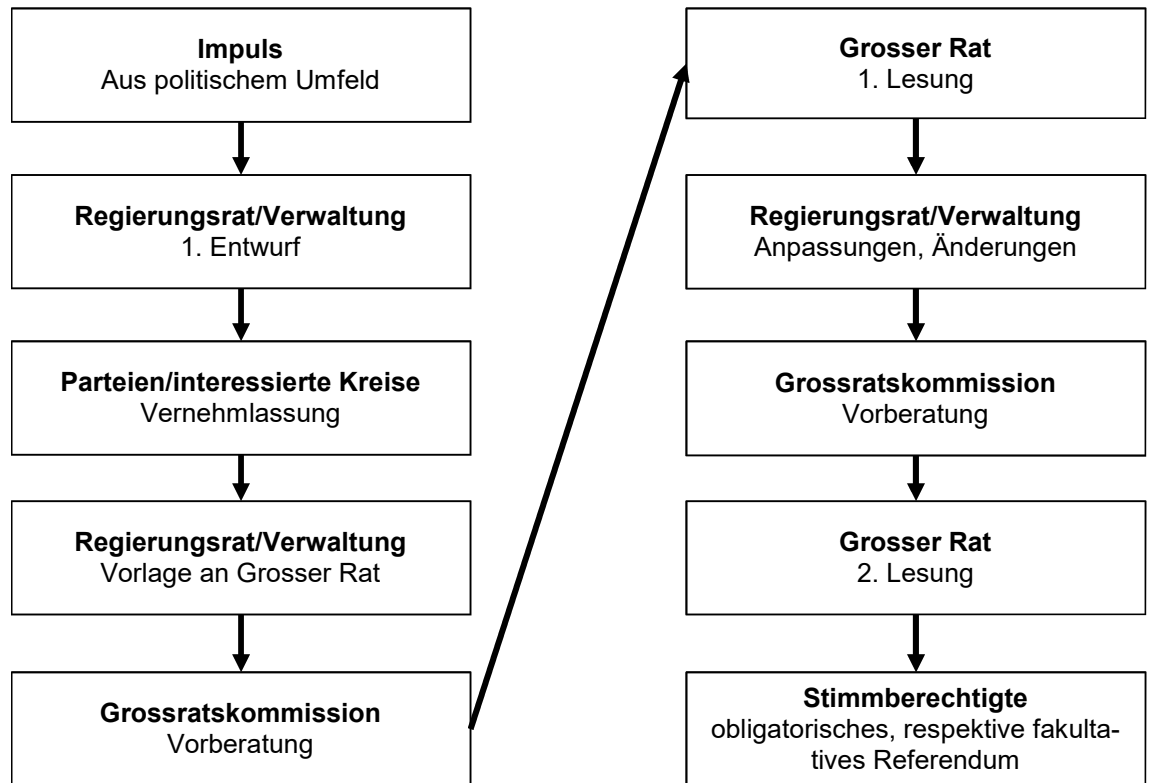 Impuls
Aus politischem Umfeld
Regierungsrat/Verwaltung
1. Entwurf
Parteien/interessierte Kreise
Vernehmlassung
Regierungsrat/Verwaltung
Vorlage an Grosser Rat
Grossratskommission
Vorberatung
Grosser Rat
1. Lesung
Regierungsrat/Verwaltung
Anpassungen, Änderungen
Grossratskommission
Vorberatung
Grosser Rat
2. Lesung
Stimmberechtigte
obligatorisches, respektive fakulta-
tives Referendum